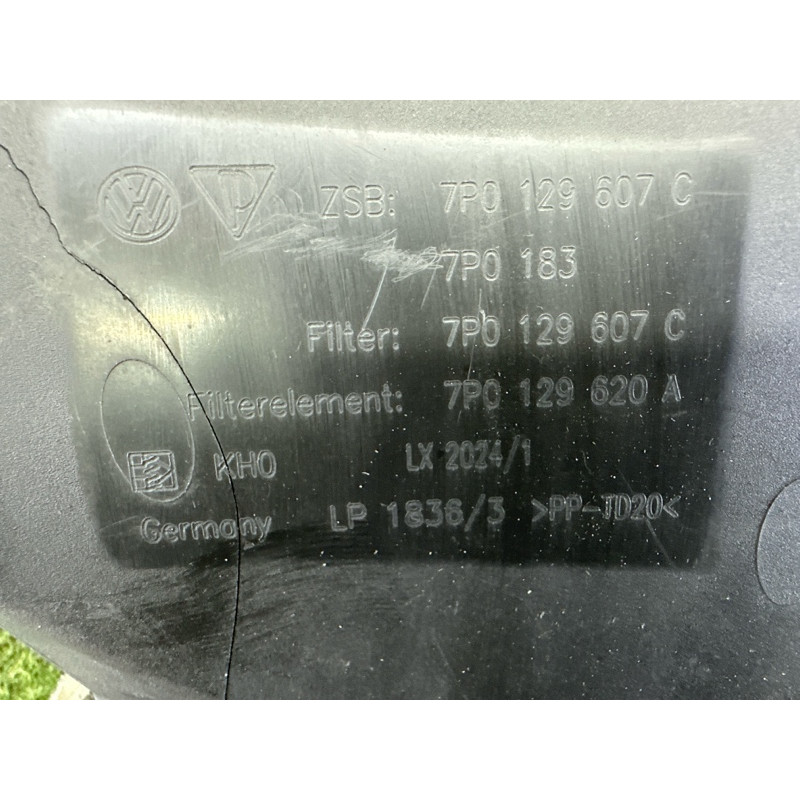 ZSB: 7P0 129 607 C
7P0 183
Filter: 7P0 129 607 C
Filterelement: 7P0 129 620 A
KHO LX 2024/1
Germany LP 1836/3 >PP-TD20<